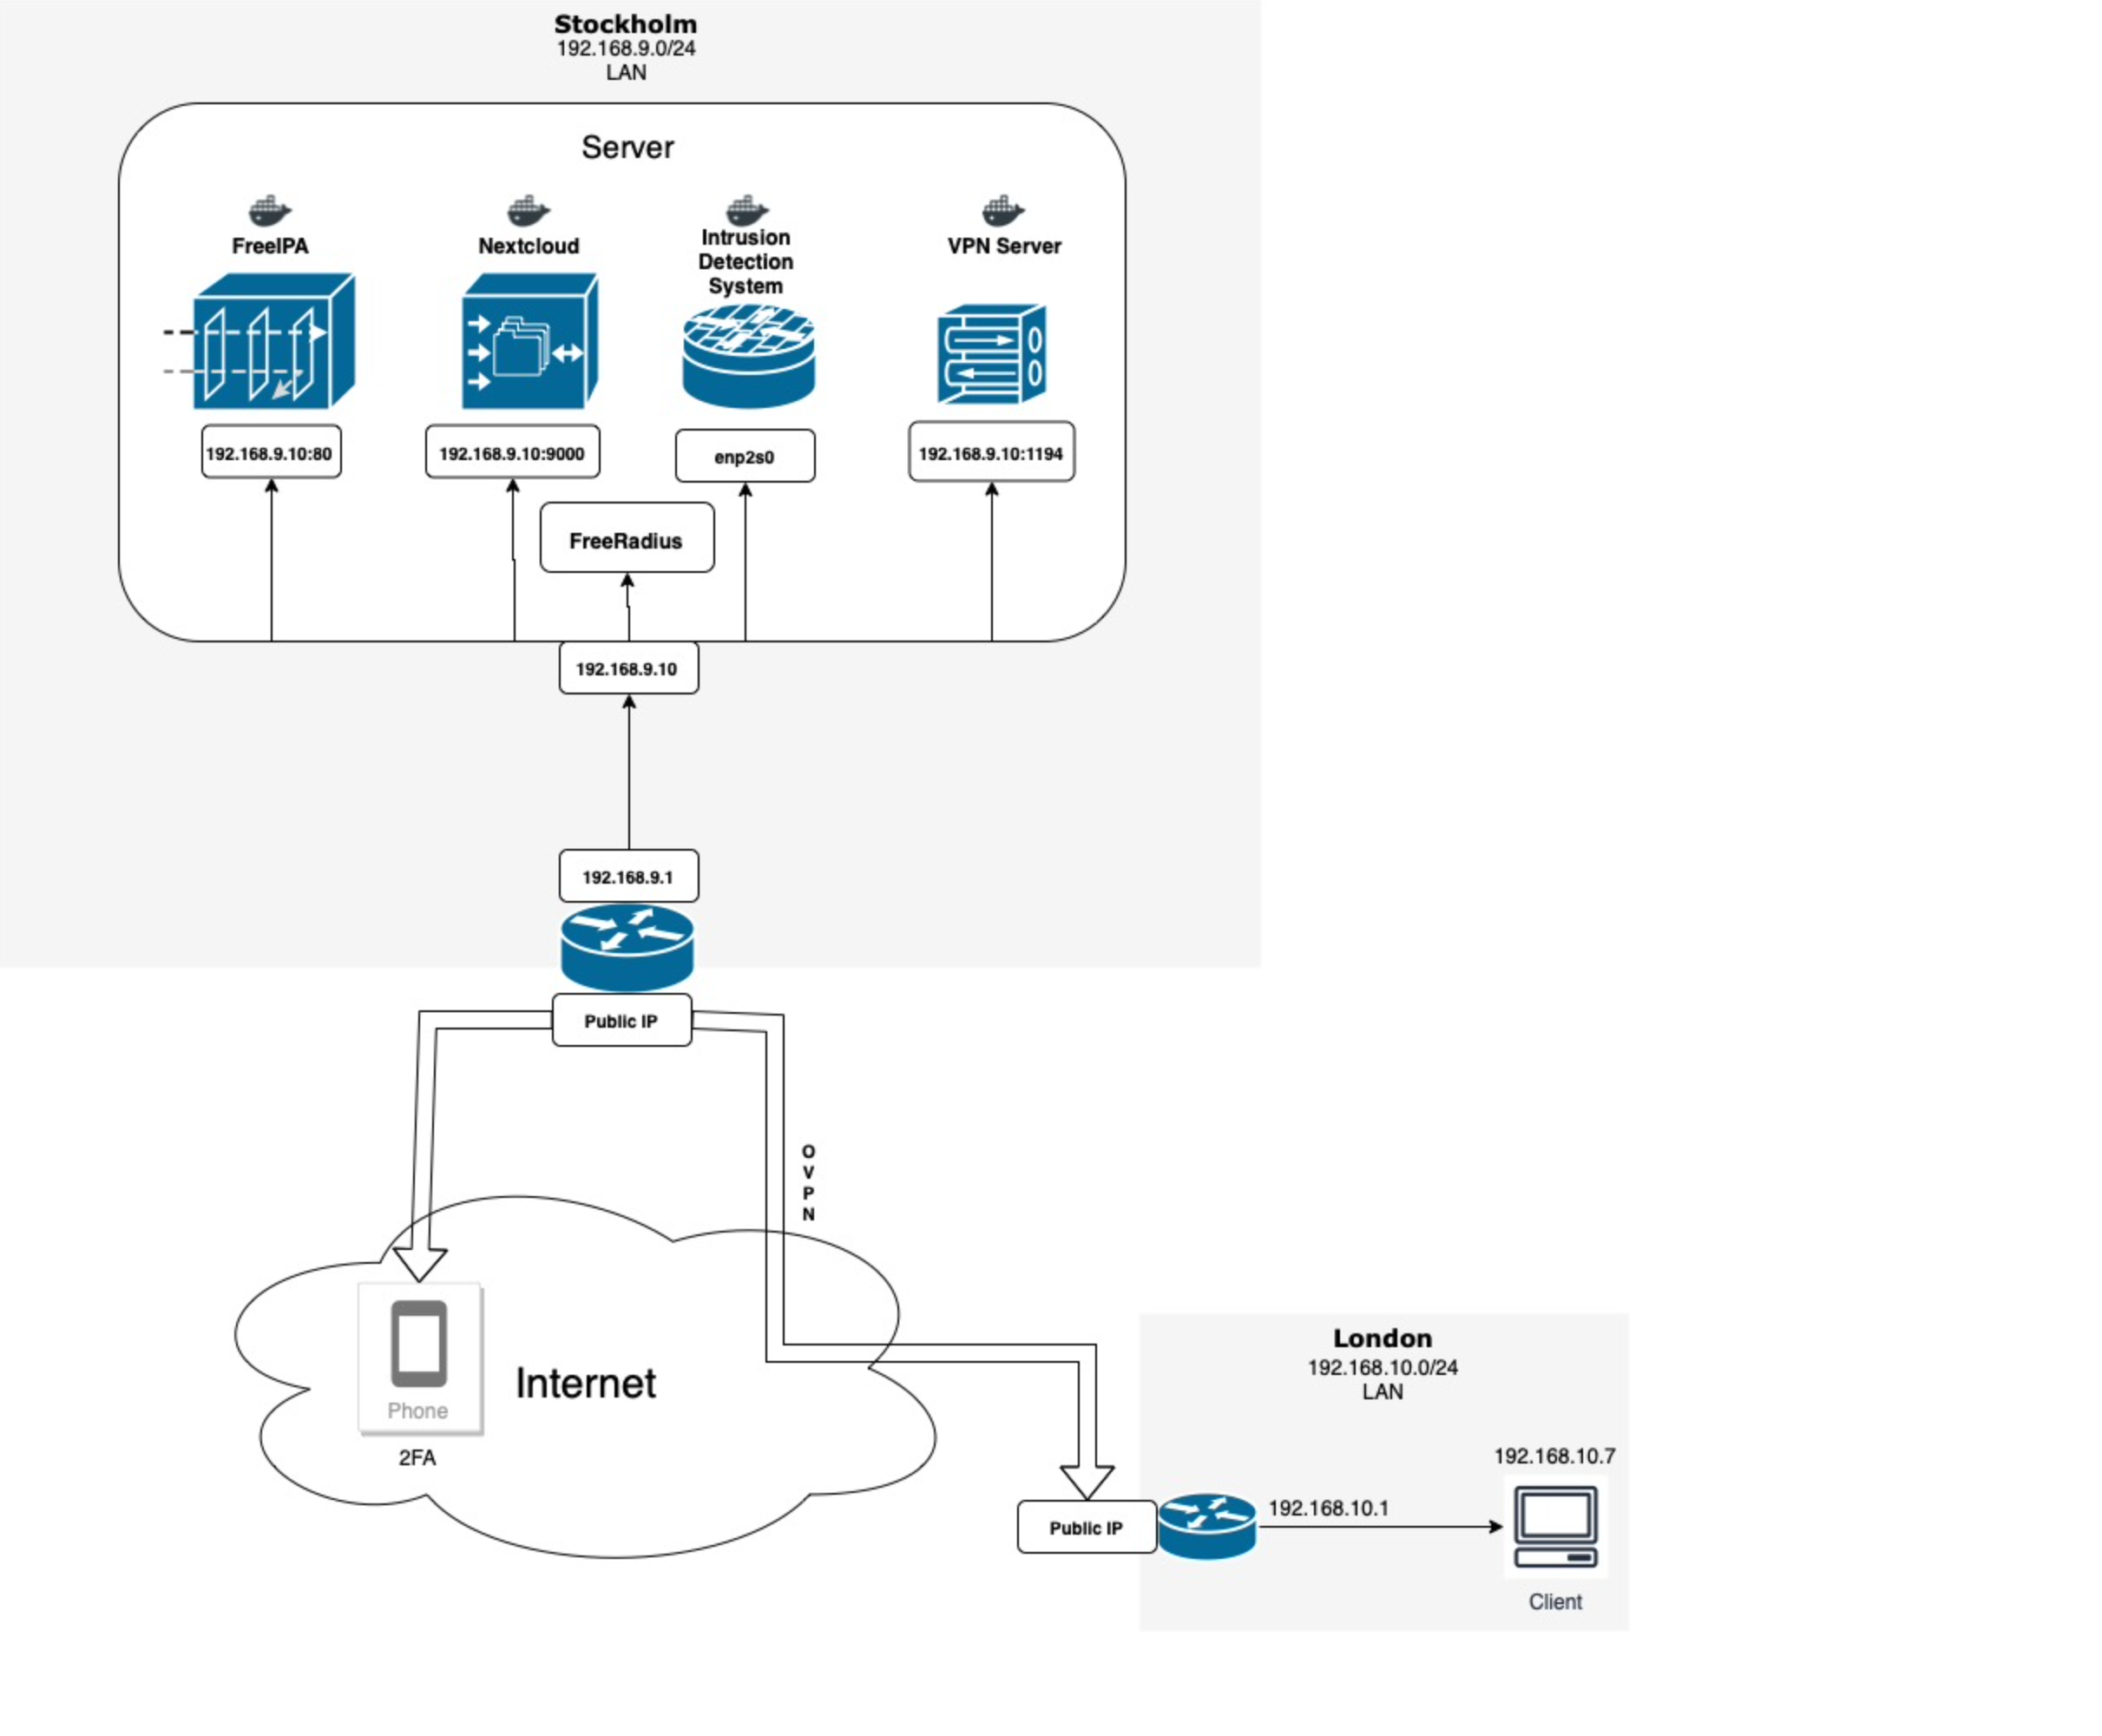 Stockholm
192.168.9.0/24
LAN
Server
FreeIPA
Nextcloud
Intrusion
Detection
System
VPN Server
192.168.9.10:80
192.168.9.10:9000
enp2s0
192.168.9.10:1194
FreeRadius
192.168.9.10
192.168.9.1
Public IP
O
V
P
N
Internet
Phone
2FA
London
192.168.10.0/24
LAN
192.168.10.7
192.168.10.1
Public IP
Client